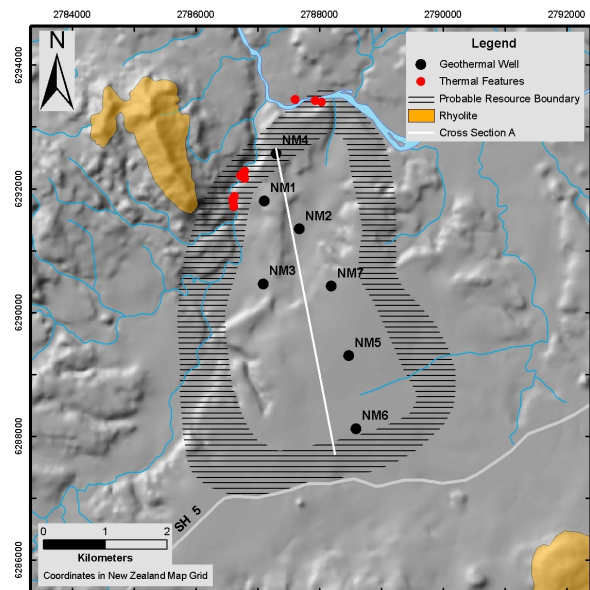 2784000 2786000 2788000 2790000 2792000
6294000
6292000
6290000
6288000
6286000
N
Legend
Geothermal Well
Thermal Features
Probable Resource Boundary
Rhyolite
Cross Section A
NM4
NM1
NM2
NM3
NM7
NM5
NM6
SH 5
0 1 2
Kilometers
Coordinates in New Zealand Map Grid